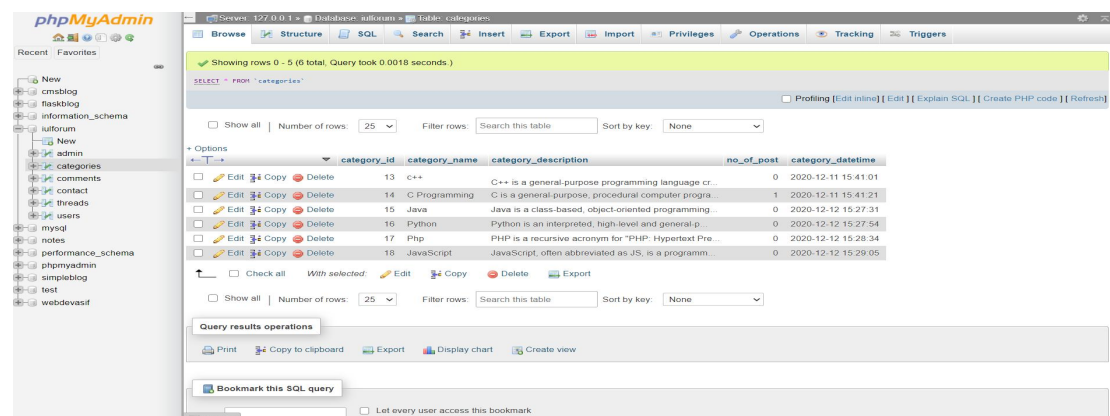 phpMyAdmin
Recent Favorites
New
cmsblog
flaskblog
information_schema
iulforum
New
admin
categories
comments
contact
threads
users
mysql
notes
performance_schema
phpmyadmin
simpleblog
test
webdevasif
Server: 127.0.0.1 » Database: iulforum » Table: categories
Browse Structure SQL Search Insert Export Import Privileges Operations Tracking Triggers
Showing rows 0 - 5 (6 total, Query took 0.0018 seconds.)
SELECT * FROM `categories`
Profiling [Edit inline] [ Edit ] [ Explain SQL ] [ Create PHP code ] [ Refresh]
Show all | Number of rows: 25 Filter rows: Search this table Sort by key: None
+ Options
←T→ category_id category_name category_description no_of_post category_datetime
Edit Copy Delete 13 c++ C++ is a general-purpose programming language cr... 0 2020-12-11 15:41:01
Edit Copy Delete 14 C Programming C is a general-purpose, procedural computer progra... 1 2020-12-11 15:41:21
Edit Copy Delete 15 Java Java is a class-based, object-oriented programming... 0 2020-12-12 15:27:31
Edit Copy Delete 16 Python Python is an interpreted, high-level and general-p... 0 2020-12-12 15:27:54
Edit Copy Delete 17 Php PHP is a recursive acronym for "PHP: Hypertext Pre... 0 2020-12-12 15:28:34
Edit Copy Delete 18 JavaScript JavaScript, often abbreviated as JS, is a programm... 0 2020-12-12 15:29:05
Check all With selected: Edit Copy Delete Export
Show all | Number of rows: 25 Filter rows: Search this table Sort by key: None
Query results operations
Print Copy to clipboard Export Display chart Create view
Bookmark this SQL query
Let every user access this bookmark